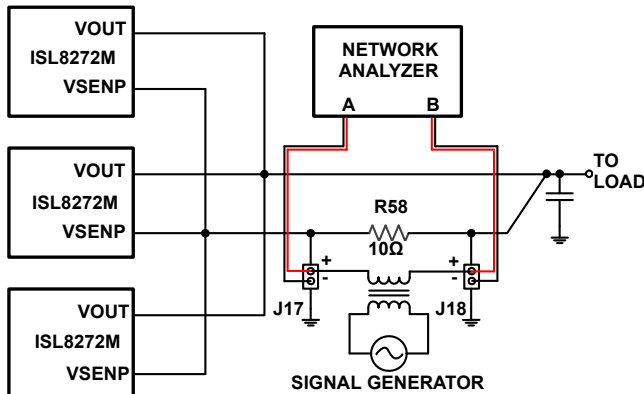 VOUT
ISL8272M
VSENP
VOUT
ISL8272M
VSENP
VOUT
ISL8272M
VSENP
NETWORK
ANALYZER
A B
TO
LOAD
R58
10Ω
+
-
J17
+
-
J18
SIGNAL GENERATOR